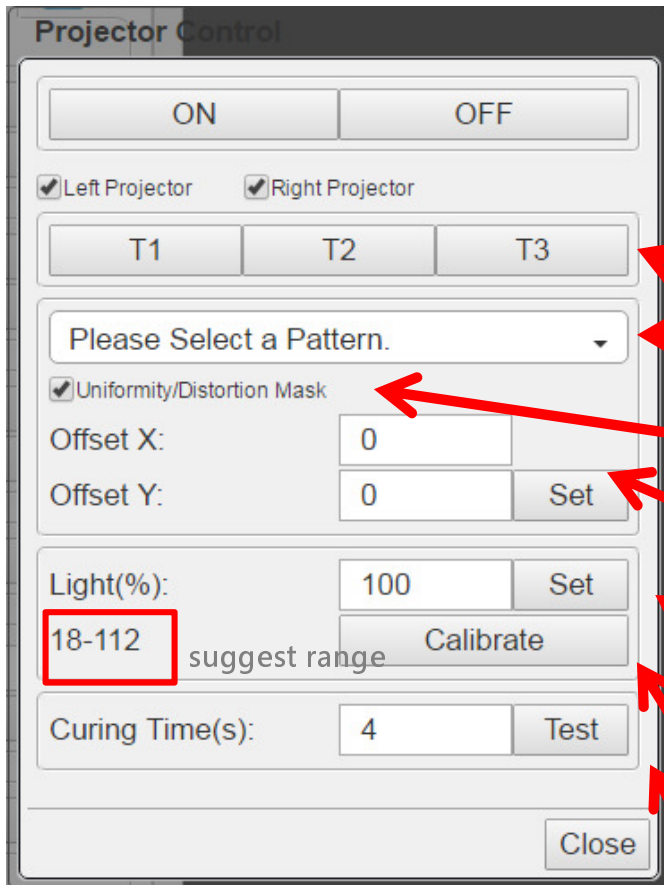 Projector Control
ON OFF
Left Projector Right Projector
T1 T2 T3
Please Select a Pattern.
Uniformity/Distortion Mask
Offset X: 0
Offset Y: 0 Set
Light(%): 100 Set
18-112 suggest range Calibrate
Curing Time(s): 4 Test
Close